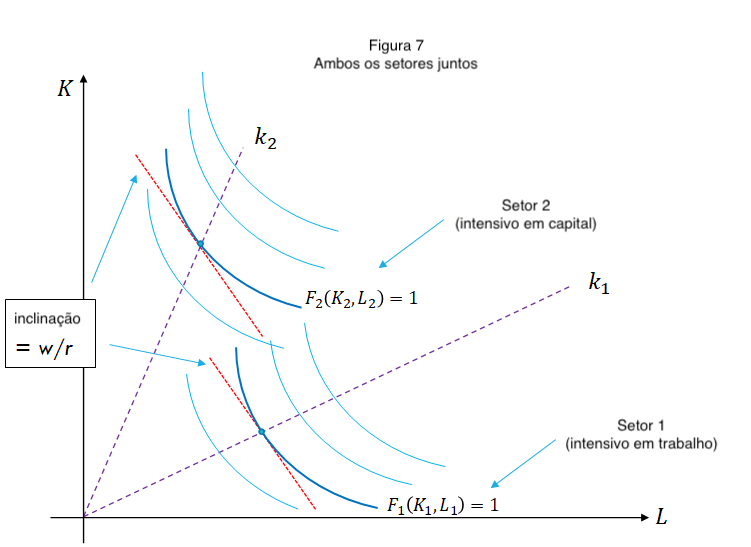 Figura 7
Ambos os setores juntos
K
k₂
Setor 2
(intensivo em capital)
F₂(K₂, L₂) = 1
k₁
inclinação
= w/r
Setor 1
(intensivo em trabalho)
F₁(K₁, L₁) = 1
L